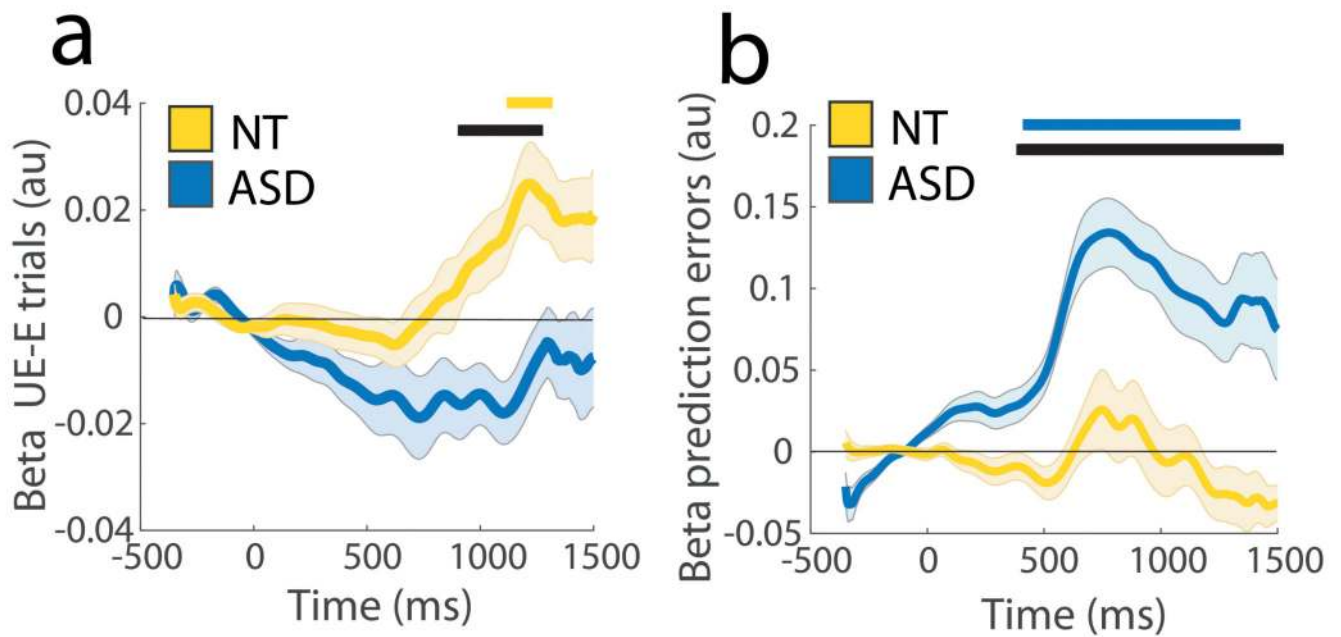 a
0.04
NT
ASD
0.02
0
-0.02
-0.04
Beta UE-E trials (au)
-500 0 500 1000 1500
Time (ms)
b
NT
ASD
0.2
0.15
0.1
0.05
0
-0.05
Beta prediction errors (au)
-500 0 500 1000 1500
Time (ms)